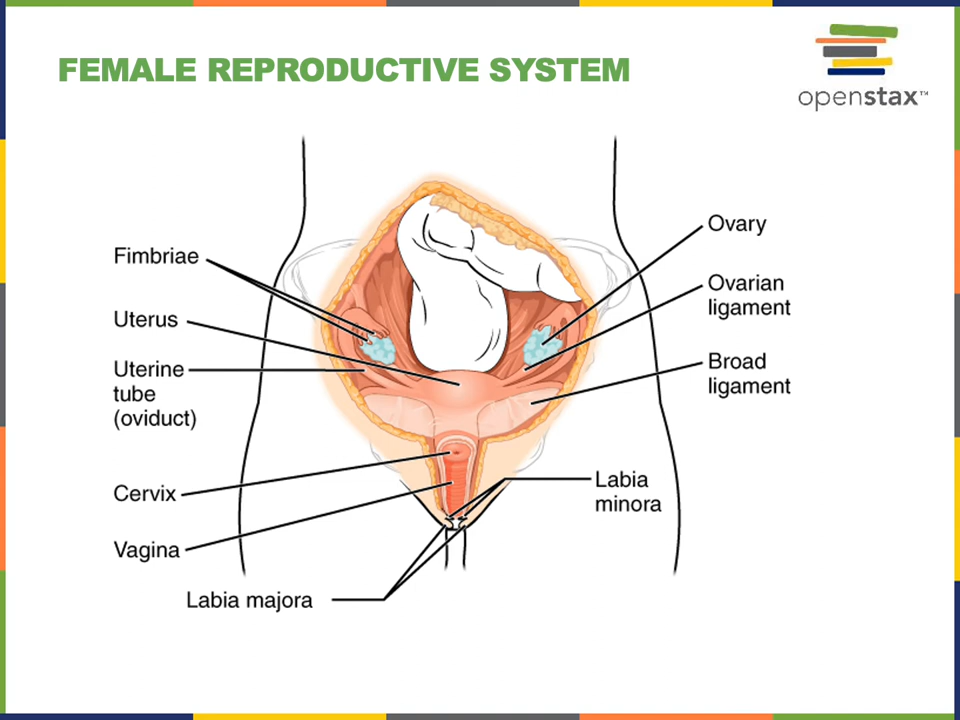 FEMALE REPRODUCTIVE SYSTEM
openstax™
Fimbriae
Uterus
Uterine
tube
(oviduct)
Cervix
Vagina
Labia majora
Ovary
Ovarian
ligament
Broad
ligament
Labia
minora